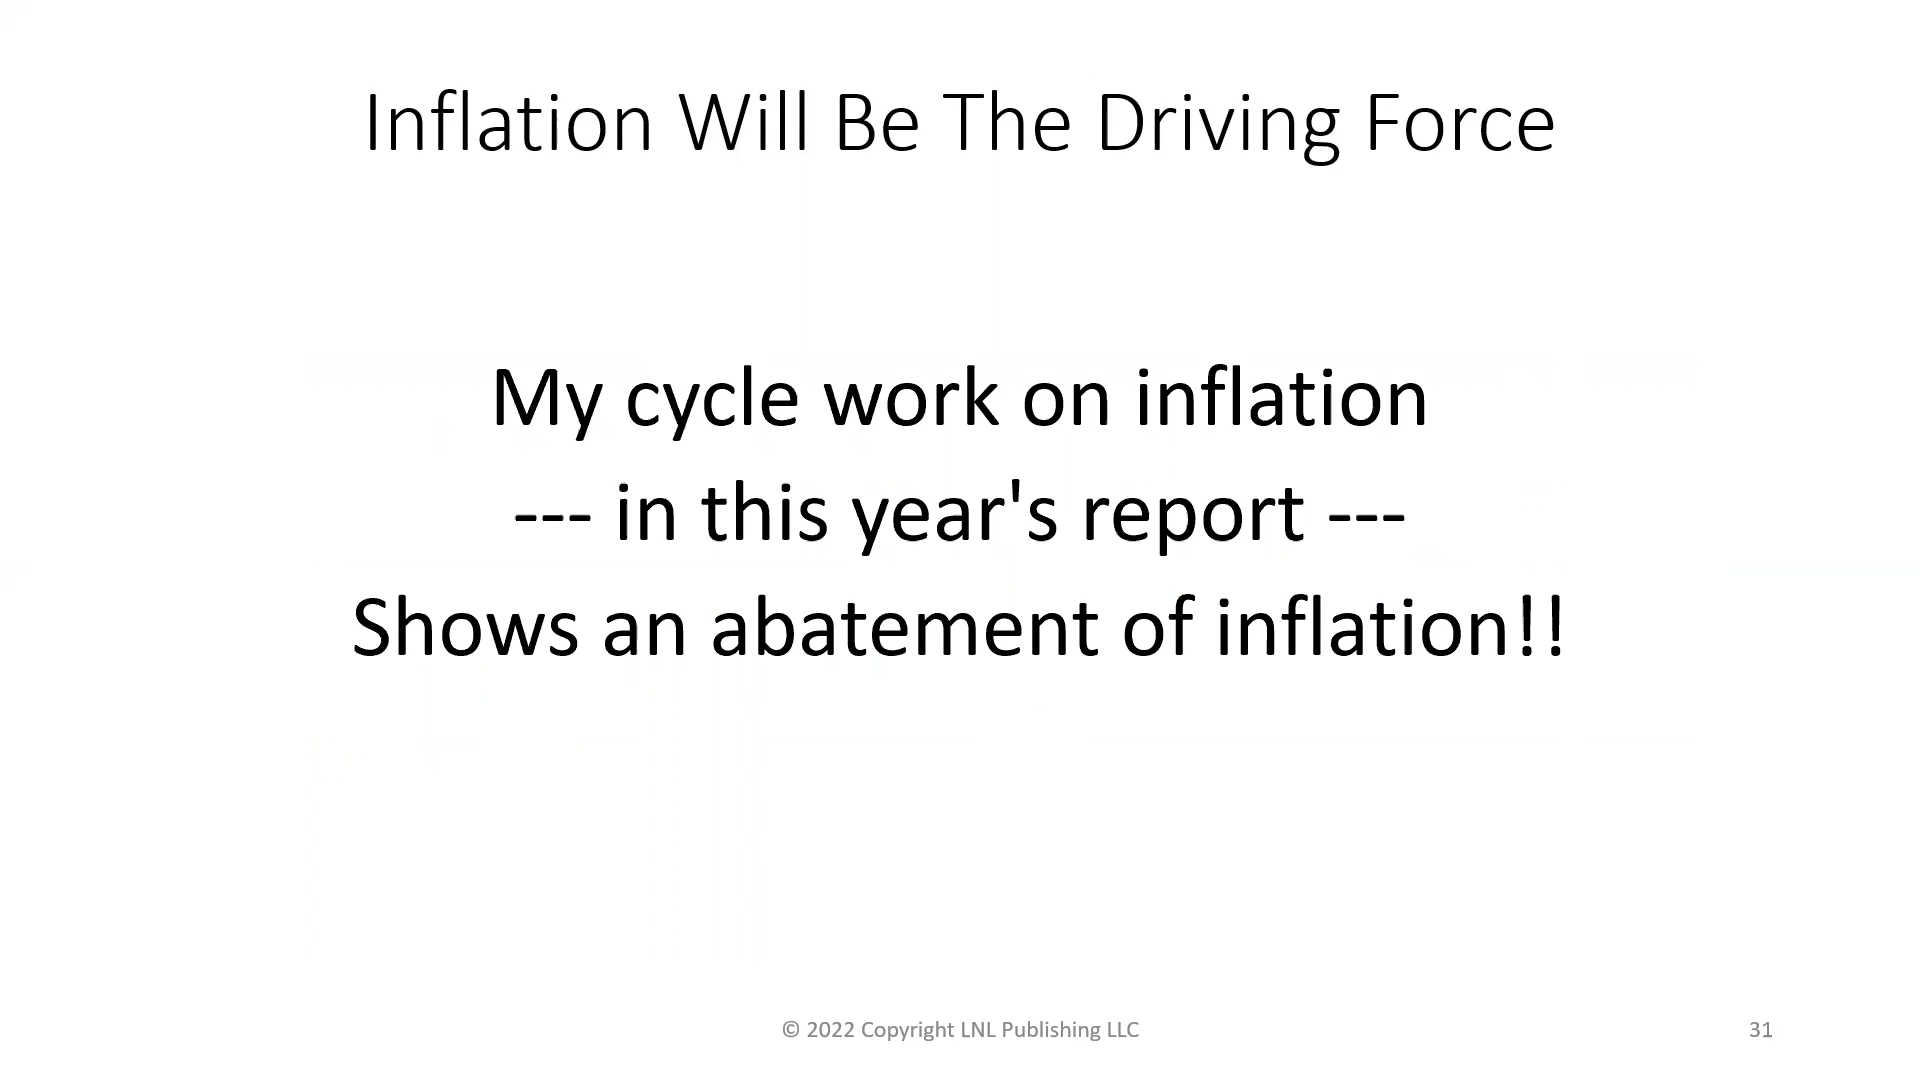 Inflation Will Be The Driving Force
My cycle work on inflation
--- in this year's report ---
Shows an abatement of inflation!!
© 2022 Copyright LNL Publishing LLC
31